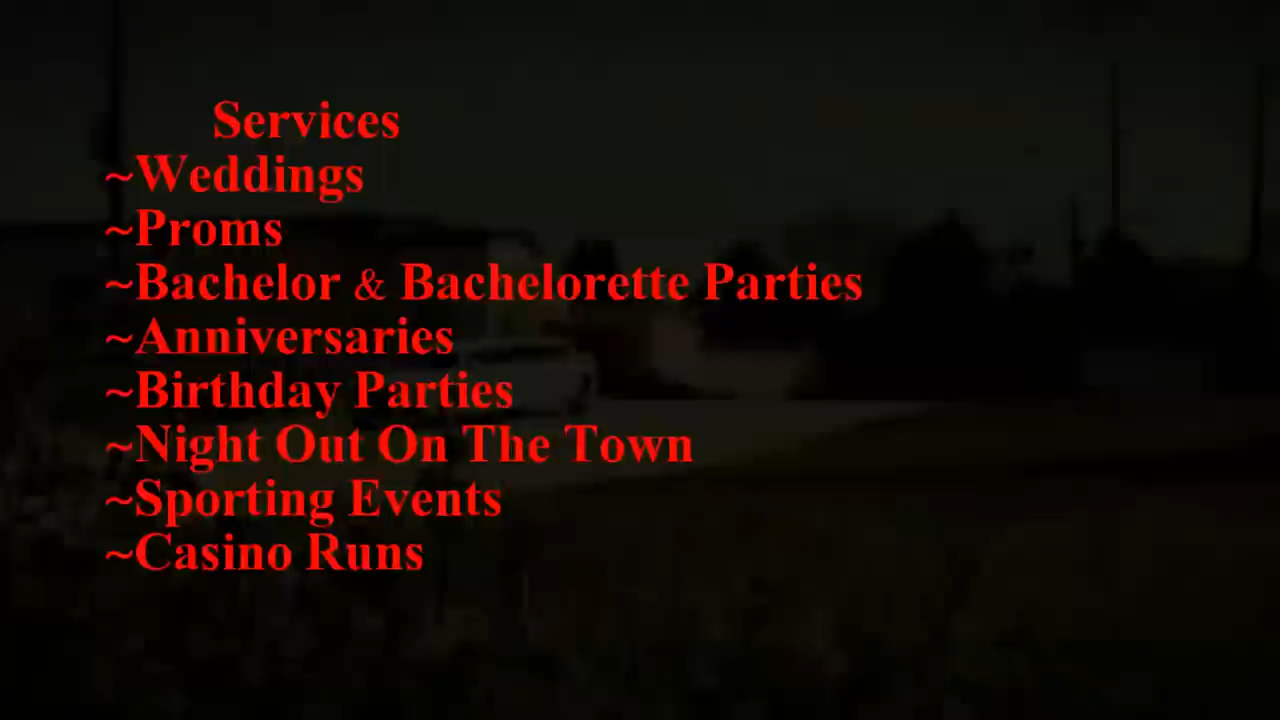 Services
~Weddings
~Proms
~Bachelor & Bachelorette Parties
~Anniversaries
~Birthday Parties
~Night Out On The Town
~Sporting Events
~Casino Runs